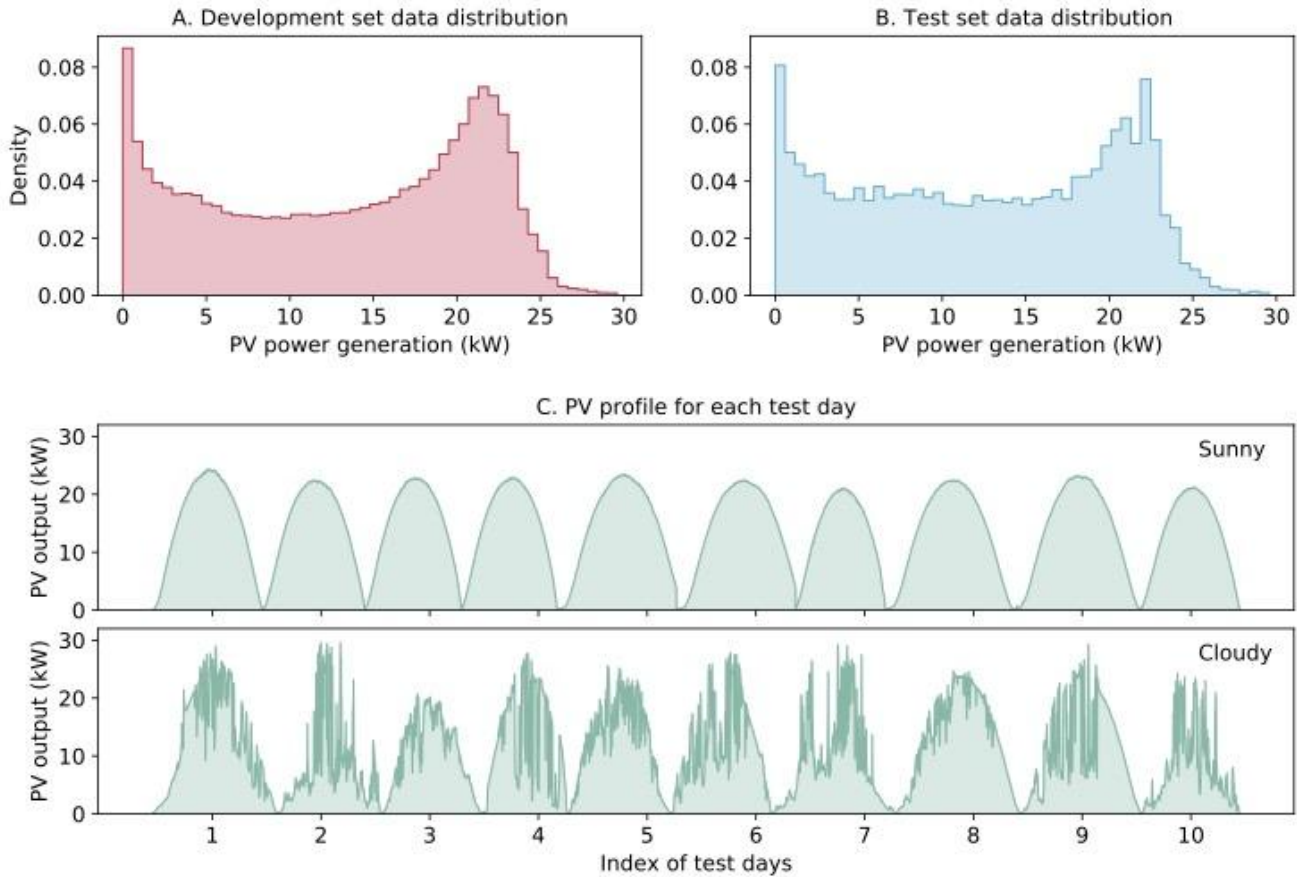 A. Development set data distribution
Density
0.08
0.06
0.04
0.02
0.00
0 5 10 15 20 25 30
PV power generation (kW)
B. Test set data distribution
0.08
0.06
0.04
0.02
0.00
0 5 10 15 20 25 30
PV power generation (kW)
C. PV profile for each test day
PV output (kW)
30
20
10
0
Sunny
PV output (kW)
30
20
10
0
Cloudy
1 2 3 4 5 6 7 8 9 10
Index of test days